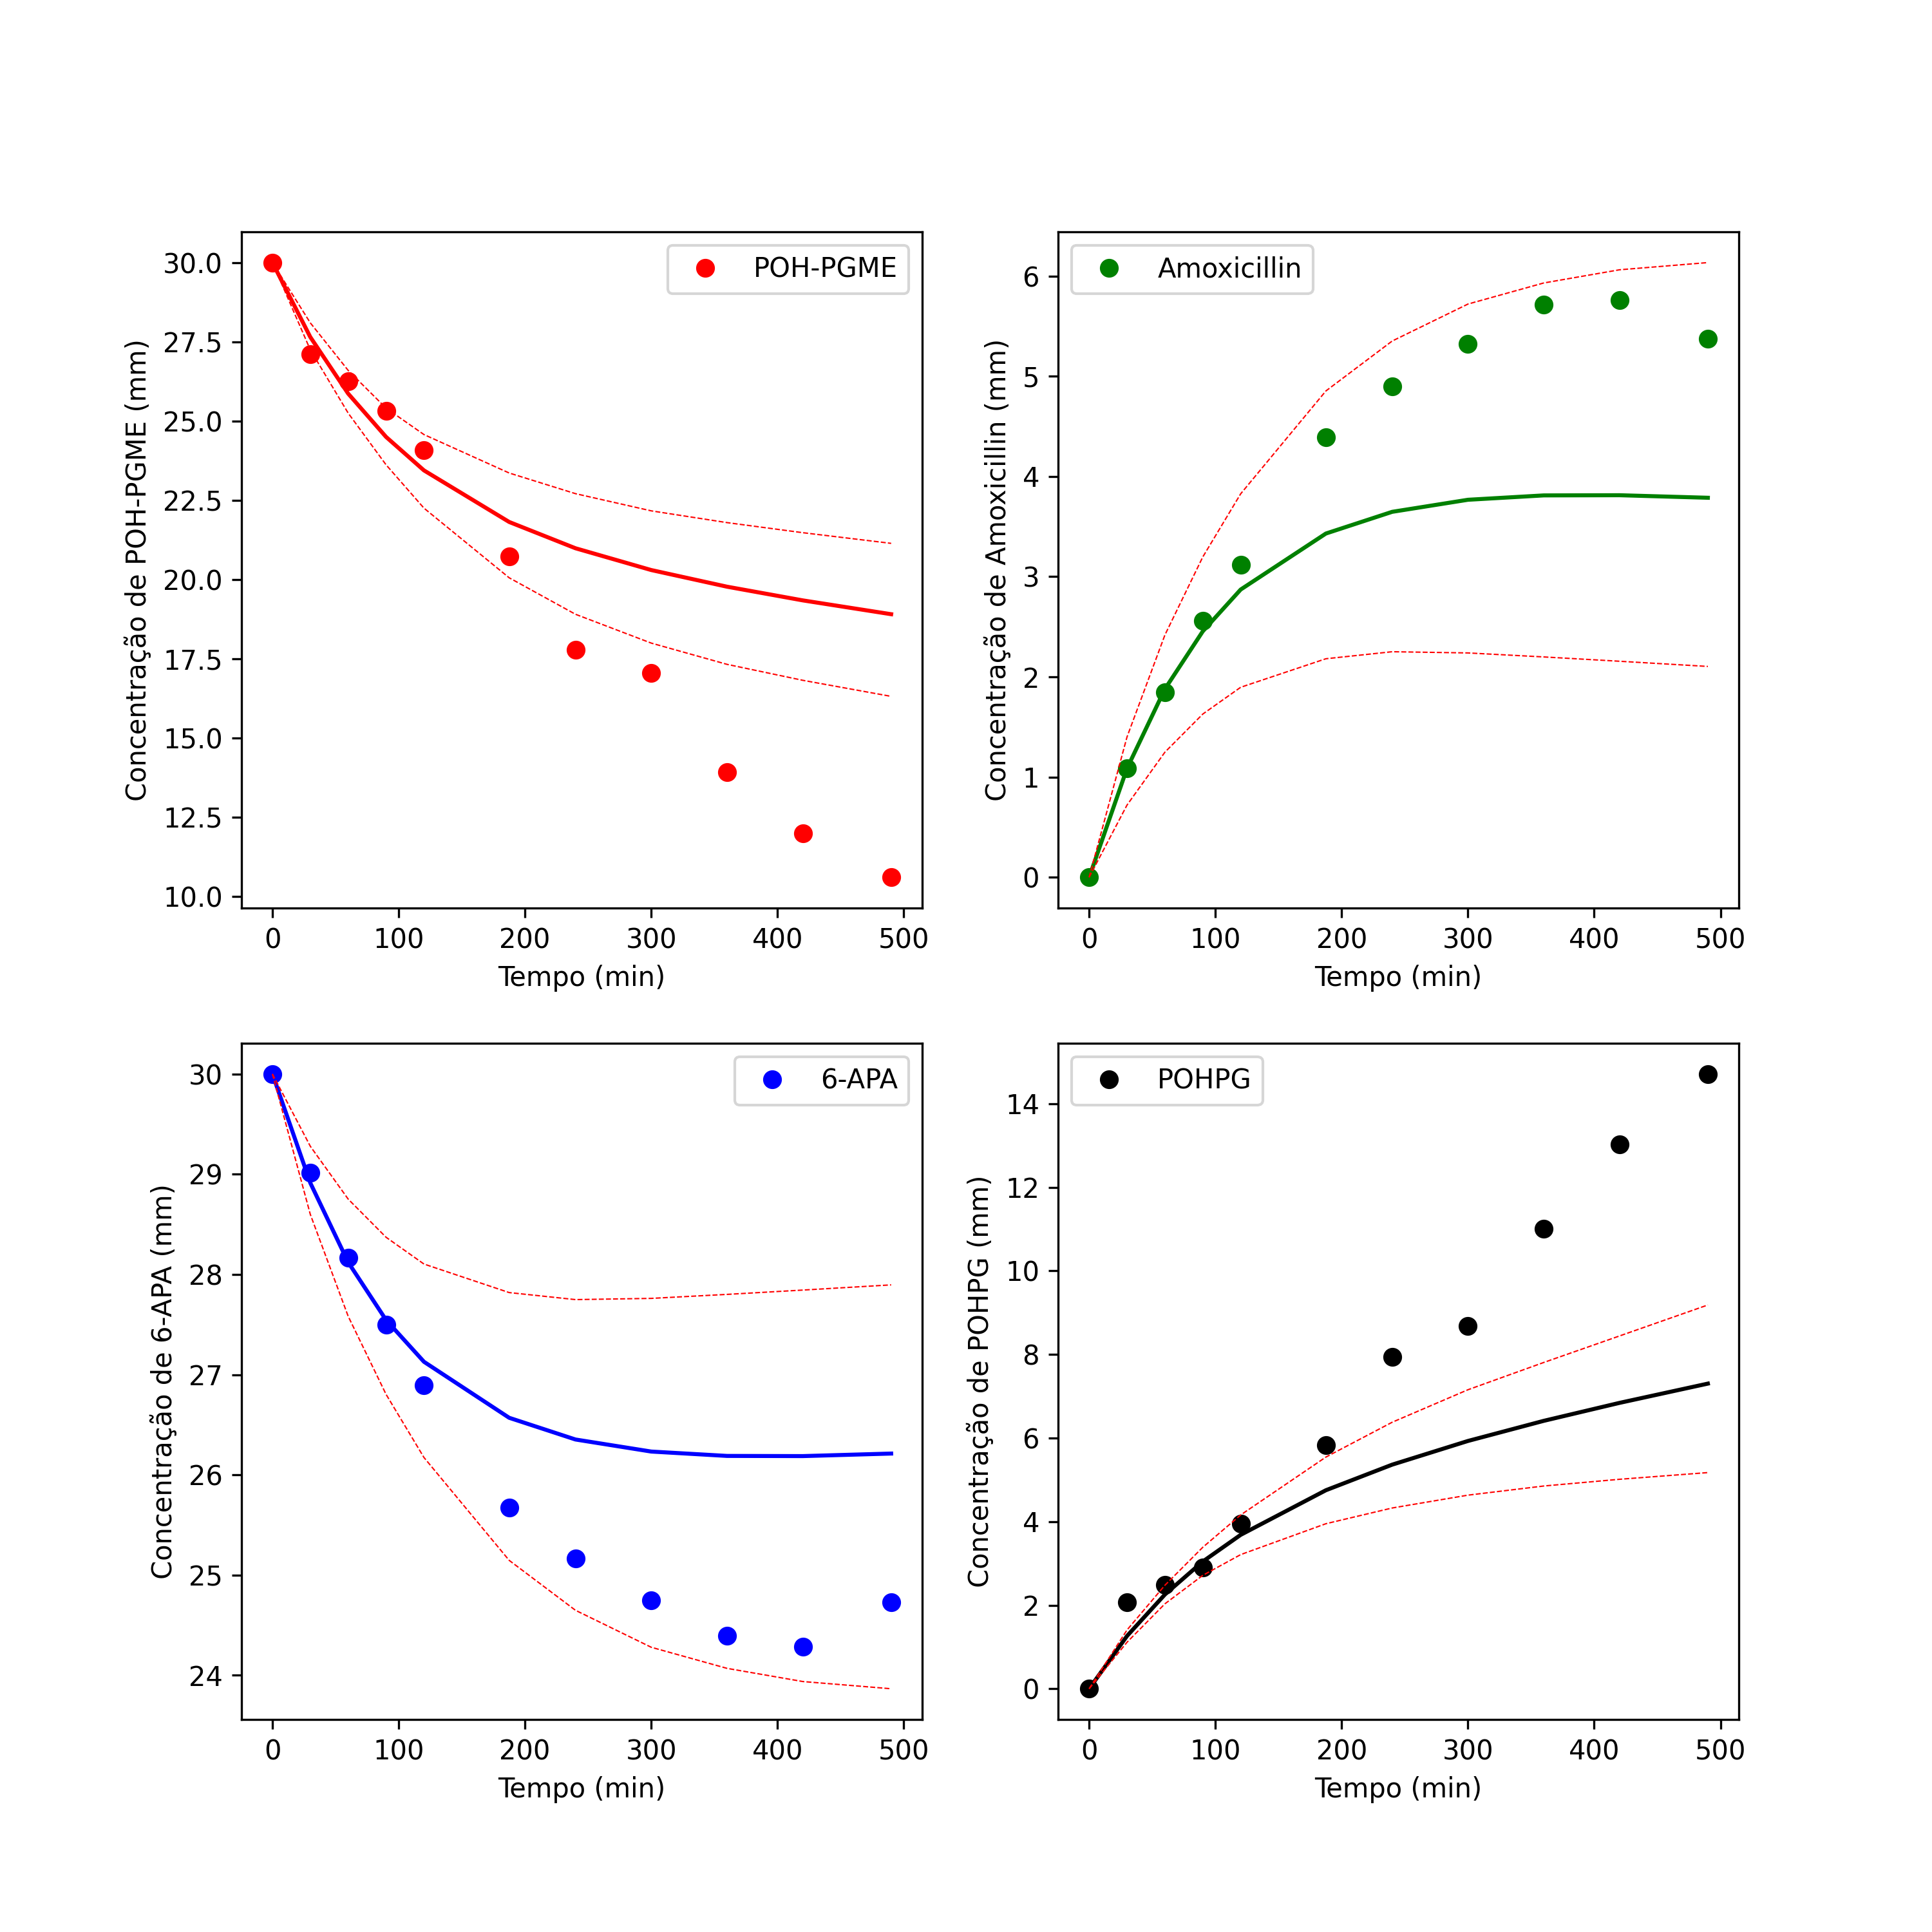 POH-PGME
Concentração de POH-PGME (mm)
30.0
27.5
25.0
22.5
20.0
17.5
15.0
12.5
10.0
0 100 200 300 400 500
Tempo (min)
Amoxicillin
Concentração de Amoxicillin (mm)
6
5
4
3
2
1
0
0 100 200 300 400 500
Tempo (min)
6-APA
Concentração de 6-APA (mm)
30
29
28
27
26
25
24
0 100 200 300 400 500
Tempo (min)
POHPG
Concentração de POHPG (mm)
14
12
10
8
6
4
2
0
0 100 200 300 400 500
Tempo (min)